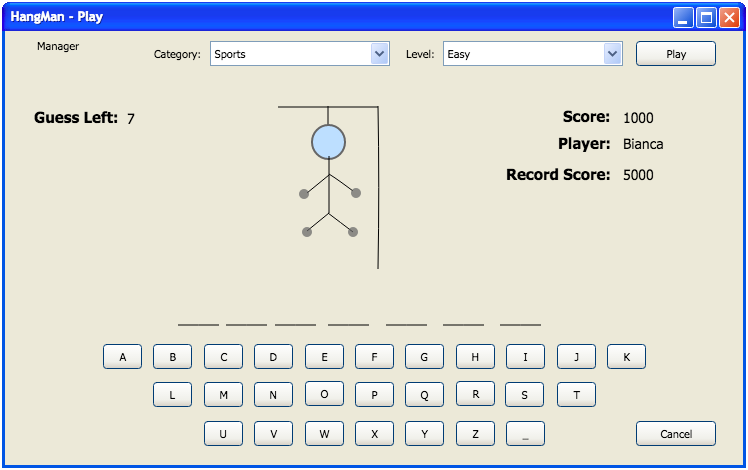 HangMan - Play
Manager
Category: Sports Level: Easy Play
Guess Left: 7
Score: 1000
Player: Bianca
Record Score: 5000
A B C D E F G H I J K
L M N O P Q R S T
U V W X Y Z _
Cancel